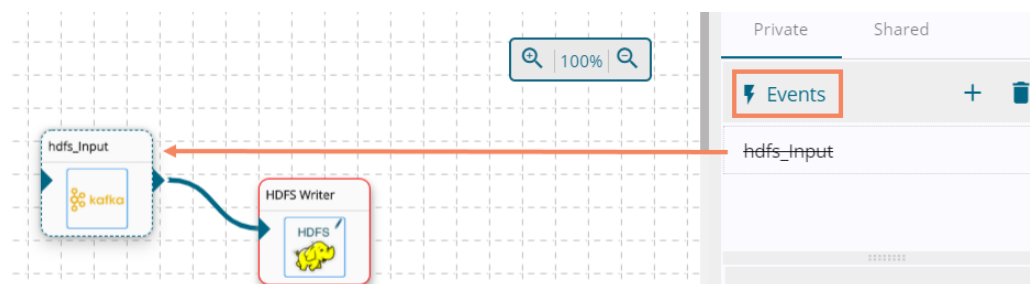 Private Shared
100%
Events
hdfs_Input
hdfs_Input
kafka
HDFS Writer
HDFS